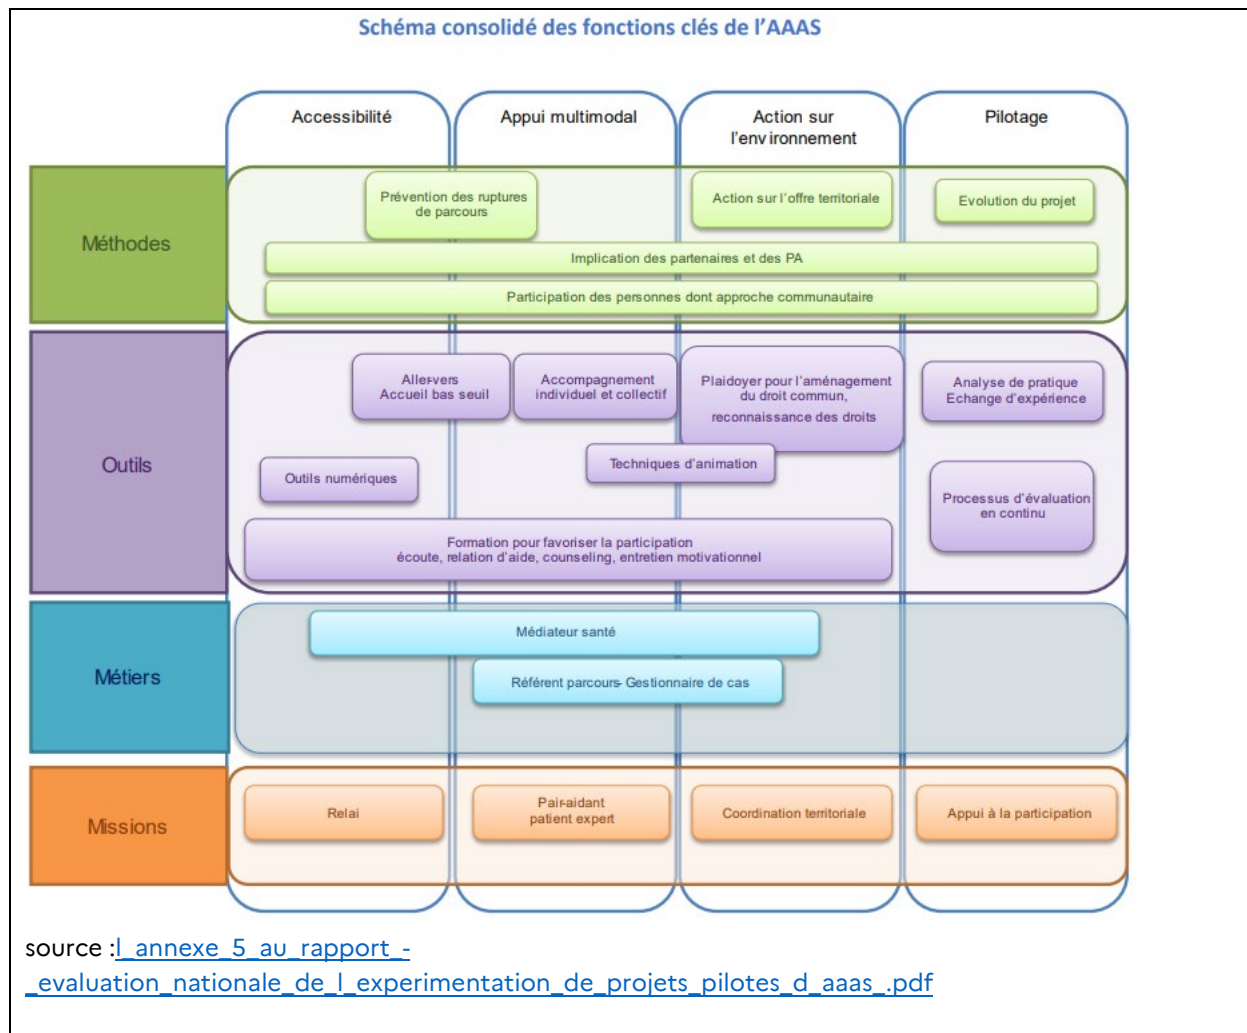 Schéma consolidé des fonctions clés de l'AAAS
Accessibilité
Appui multimodal
Action sur
l'environnement
Pilotage
Méthodes
Prévention des ruptures
de parcours
Action sur l'offre territoriale
Evolution du projet
Implication des partenaires et des PA
Participation des personnes dont approche communautaire
Outils
Aller-vers
Accueil bas seuil
Accompagnement
individuel et collectif
Plaidoyer pour l'aménagement
du droit commun,
reconnaissance des droits
Analyse de pratique
Echange d'expérience
Techniques d'animation
Outils numériques
Processus d'évaluation
en continu
Formation pour favoriser la participation
écoute, relation d'aide, counseling, entretien motivationnel
Métiers
Médiateur santé
Référent parcours- Gestionnaire de cas
Missions
Relai
Pair-aidant
patient expert
Coordination territoriale
Appui à la participation
source :l_annexe_5_au_rapport_-
_evaluation_nationale_de_l_experimentation_de_projets_pilotes_d_aaas_.pdf